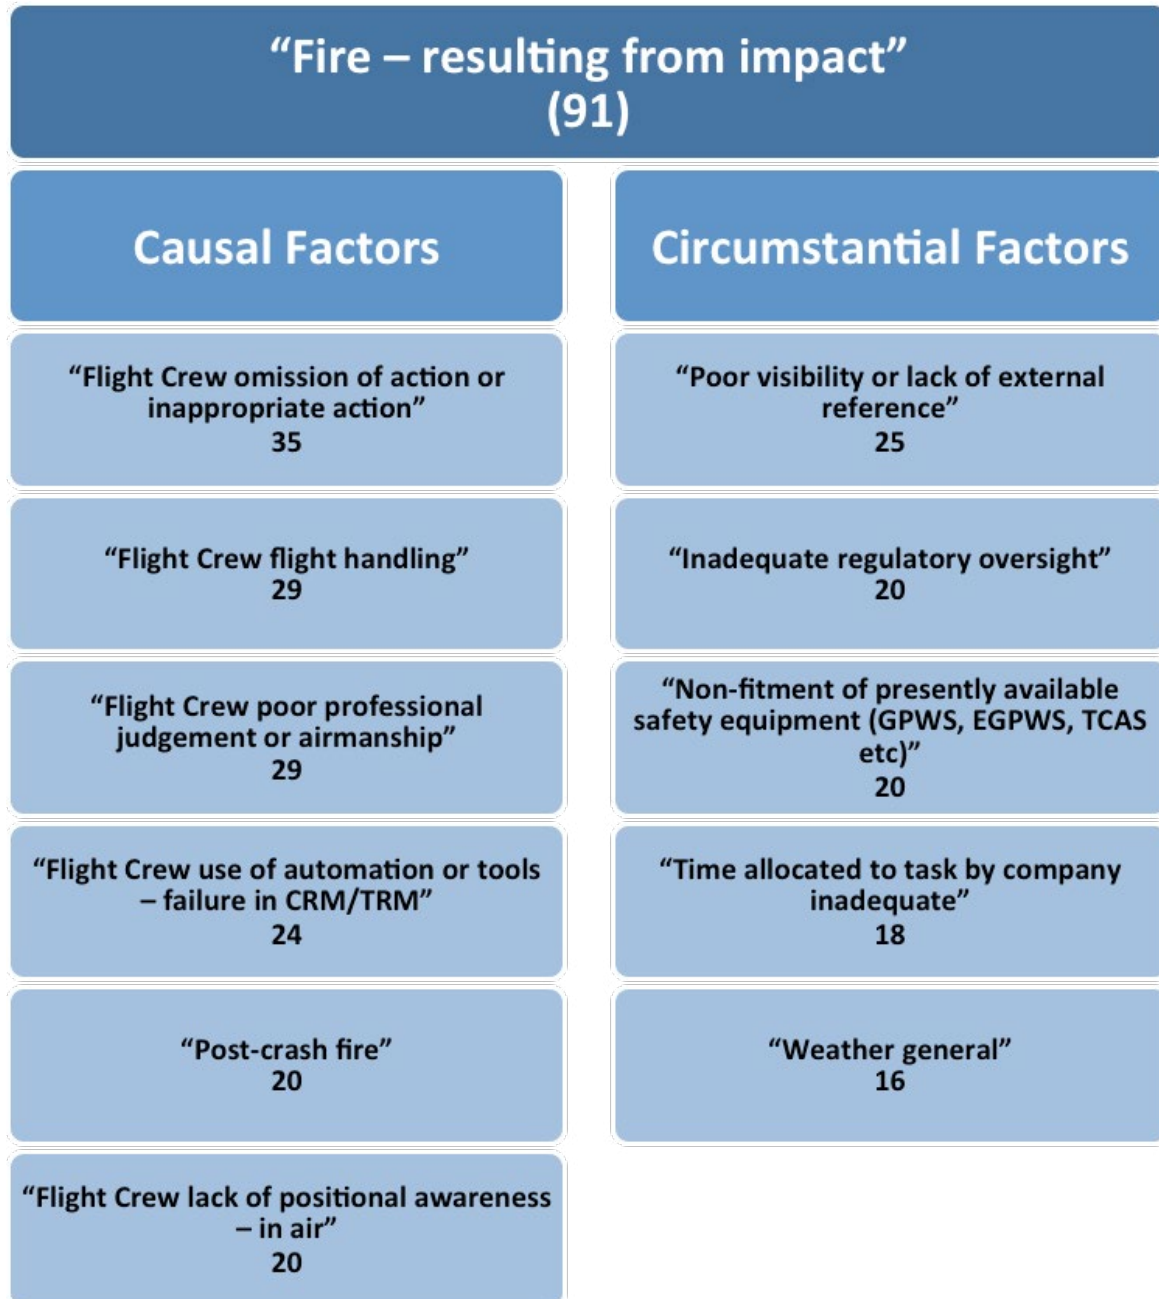 “Fire – resulting from impact”
(91)
Causal Factors
“Flight Crew omission of action or
inappropriate action”
35
“Flight Crew flight handling”
29
“Flight Crew poor professional
judgement or airmanship”
29
“Flight Crew use of automation or tools
– failure in CRM/TRM”
24
“Post-crash fire”
20
“Flight Crew lack of positional awareness
– in air”
20
Circumstantial Factors
“Poor visibility or lack of external
reference”
25
“Inadequate regulatory oversight”
20
“Non-fitment of presently available
safety equipment (GPWS, EGPWS, TCAS
etc)”
20
“Time allocated to task by company
inadequate”
18
“Weather general”
16